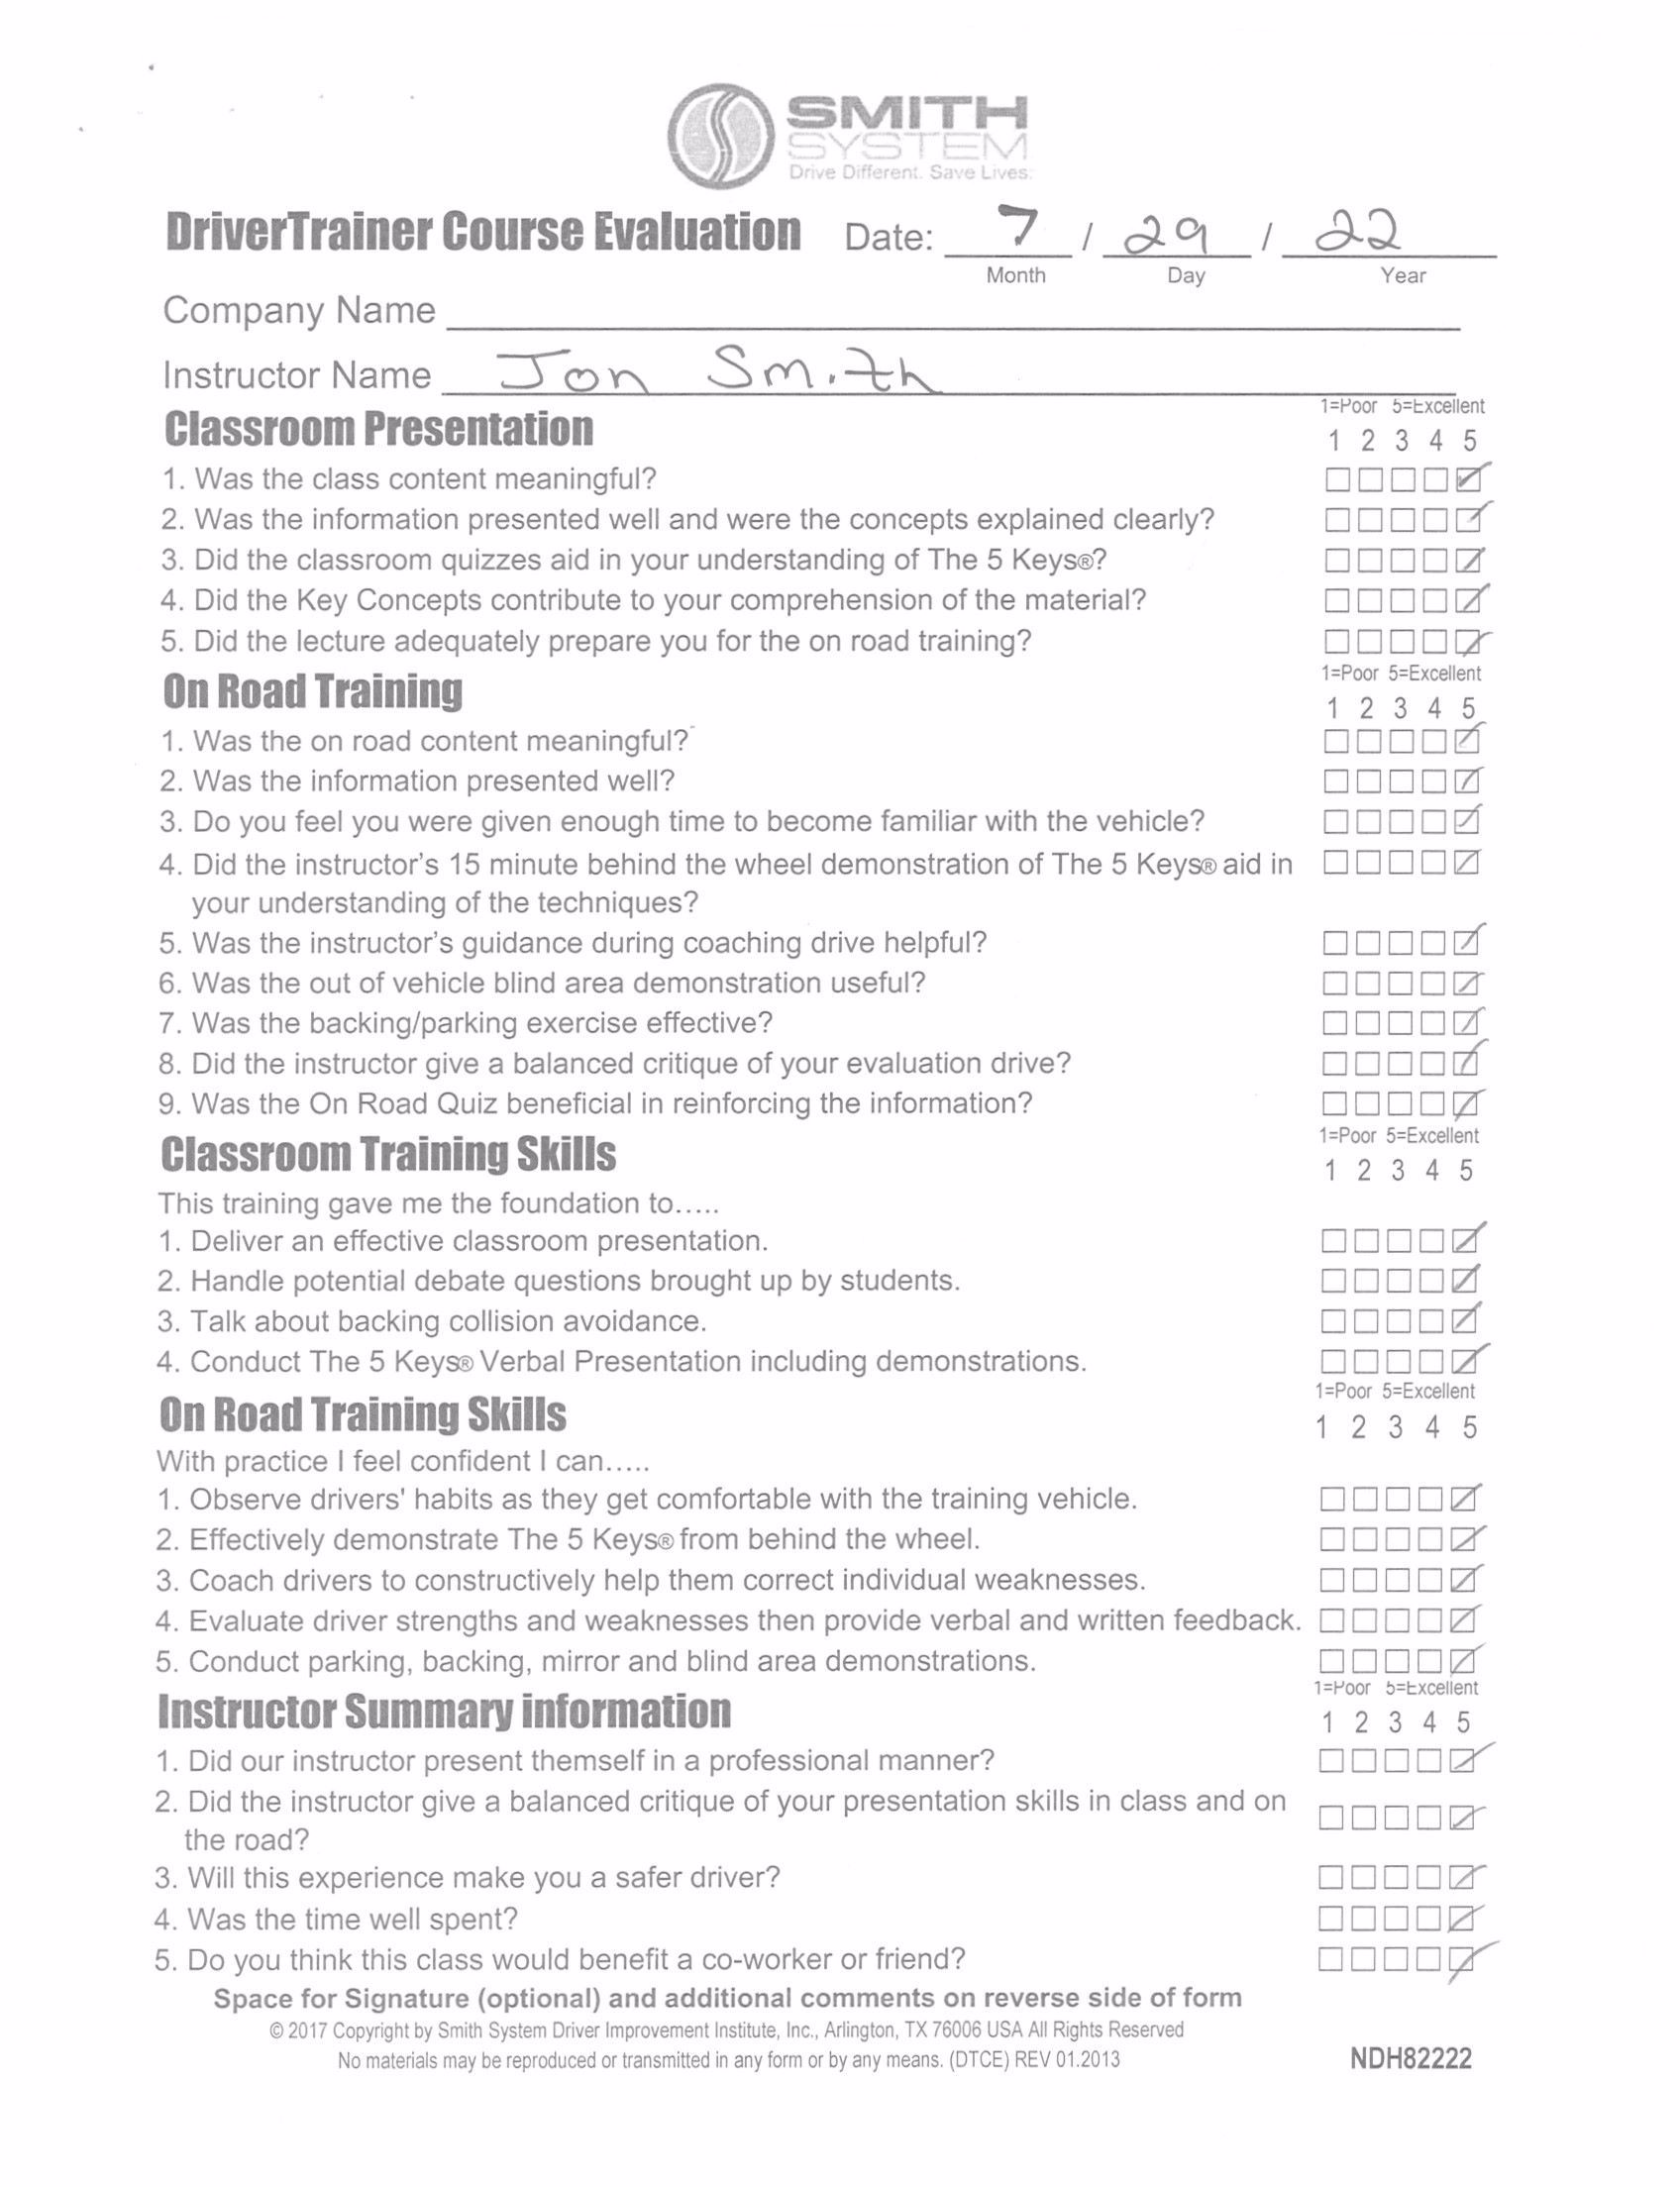 SMITH
SYSTEM
Drive Different. Save Lives.
DriverTrainer Course Evaluation Date: 7 / 29 / 22
Month Day Year
Company Name
Instructor Name Jon Smith
1=Poor 5=Excellent
Classroom Presentation 1 2 3 4 5
1. Was the class content meaningful?
2. Was the information presented well and were the concepts explained clearly?
3. Did the classroom quizzes aid in your understanding of The 5 Keys®?
4. Did the Key Concepts contribute to your comprehension of the material?
5. Did the lecture adequately prepare you for the on road training?
1=Poor 5=Excellent
On Road Training 1 2 3 4 5
1. Was the on road content meaningful?
2. Was the information presented well?
3. Do you feel you were given enough time to become familiar with the vehicle?
4. Did the instructor's 15 minute behind the wheel demonstration of The 5 Keys® aid in
your understanding of the techniques?
5. Was the instructor's guidance during coaching drive helpful?
6. Was the out of vehicle blind area demonstration useful?
7. Was the backing/parking exercise effective?
8. Did the instructor give a balanced critique of your evaluation drive?
9. Was the On Road Quiz beneficial in reinforcing the information?
1=Poor 5=Excellent
Classroom Training Skills 1 2 3 4 5
This training gave me the foundation to.....
1. Deliver an effective classroom presentation.
2. Handle potential debate questions brought up by students.
3. Talk about backing collision avoidance.
4. Conduct The 5 Keys® Verbal Presentation including demonstrations.
1=Poor 5=Excellent
On Road Training Skills 1 2 3 4 5
With practice I feel confident I can.....
1. Observe drivers' habits as they get comfortable with the training vehicle.
2. Effectively demonstrate The 5 Keys® from behind the wheel.
3. Coach drivers to constructively help them correct individual weaknesses.
4. Evaluate driver strengths and weaknesses then provide verbal and written feedback.
5. Conduct parking, backing, mirror and blind area demonstrations.
1=Poor 5=Excellent
Instructor Summary information 1 2 3 4 5
1. Did our instructor present themself in a professional manner?
2. Did the instructor give a balanced critique of your presentation skills in class and on
the road?
3. Will this experience make you a safer driver?
4. Was the time well spent?
5. Do you think this class would benefit a co-worker or friend?
Space for Signature (optional) and additional comments on reverse side of form
© 2017 Copyright by Smith System Driver Improvement Institute, Inc., Arlington, TX 76006 USA All Rights Reserved
No materials may be reproduced or transmitted in any form or by any means. (DTCE) REV 01.2013 NDH82222